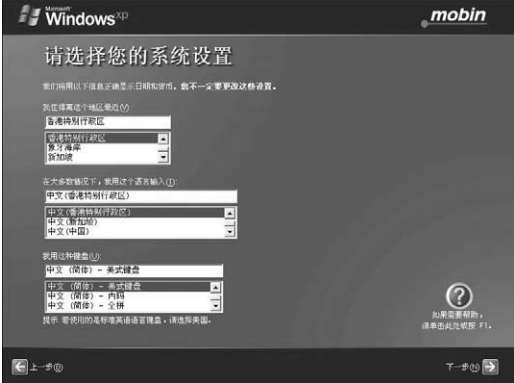 Microsoft
Windows xp
mobin
请选择您的系统设置
我们将用以下信息正确显示日期和货币。您不一定要更改这些设置。
我住得离这个地区最近(V)
香港特别行政区
香港特别行政区
象牙海岸
新加坡
在大多数情况下，我用这个语言输入(I):
中文(香港特别行政区)
中文(香港特别行政区)
中文(新加坡)
中文(中国)
我用这种键盘(U):
中文 (简体) - 美式键盘
中文 (简体) - 美式键盘
中文 (简体) - 内码
中文 (简体) - 全拼
提示:若使用的是标准英语语言键盘，请选择美国。
如果需要帮助，
请单击此处或按 F1。
上一步(B)
下一步(N)